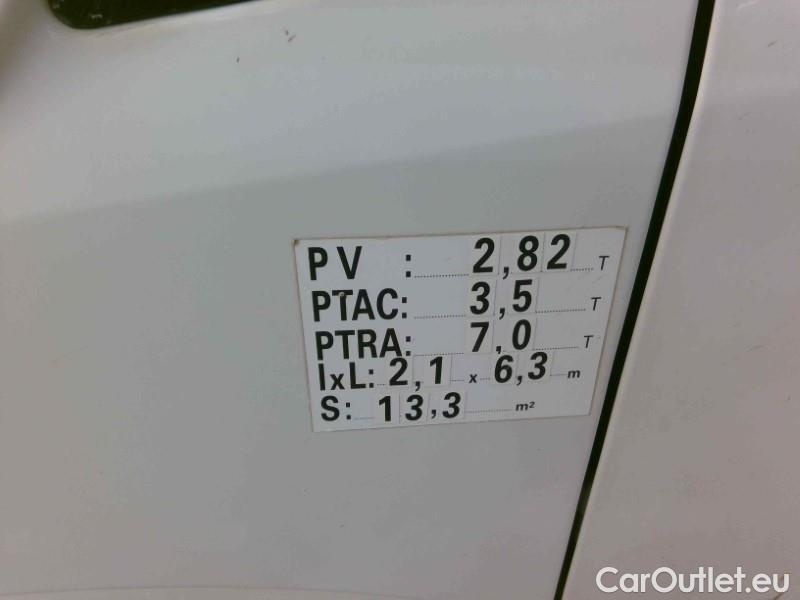 PV : 2,82 T
PTAC: 3,5 T
PTRA: 7,0 T
lxL: 2,1 x 6,3 m
S: 13,3 m²
CarOutlet.eu